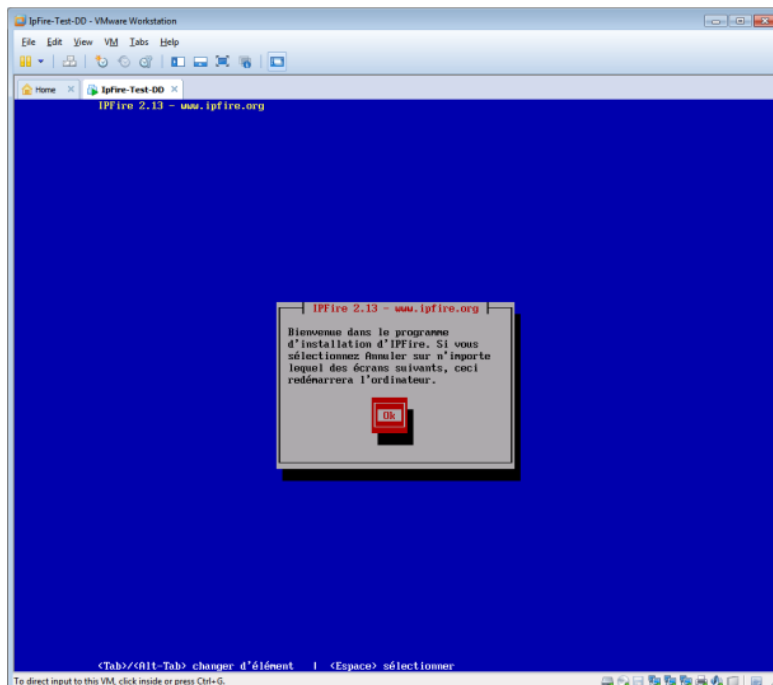 IpFire-Test-DD - VMware Workstation
File Edit View VM Tabs Help
Home × IpFire-Test-DD ×
IPFire 2.13 - www.ipfire.org
IPFire 2.13 - www.ipfire.org
Bienvenue dans le programme
d'installation d'IPFire. Si vous
sélectionnez Annuler sur n'importe
lequel des écrans suivants, ceci
redémarrera l'ordinateur.
Ok
<Tab>/<Alt-Tab> changer d'élément | <Espace> sélectionner
To direct input to this VM, click inside or press Ctrl+G.